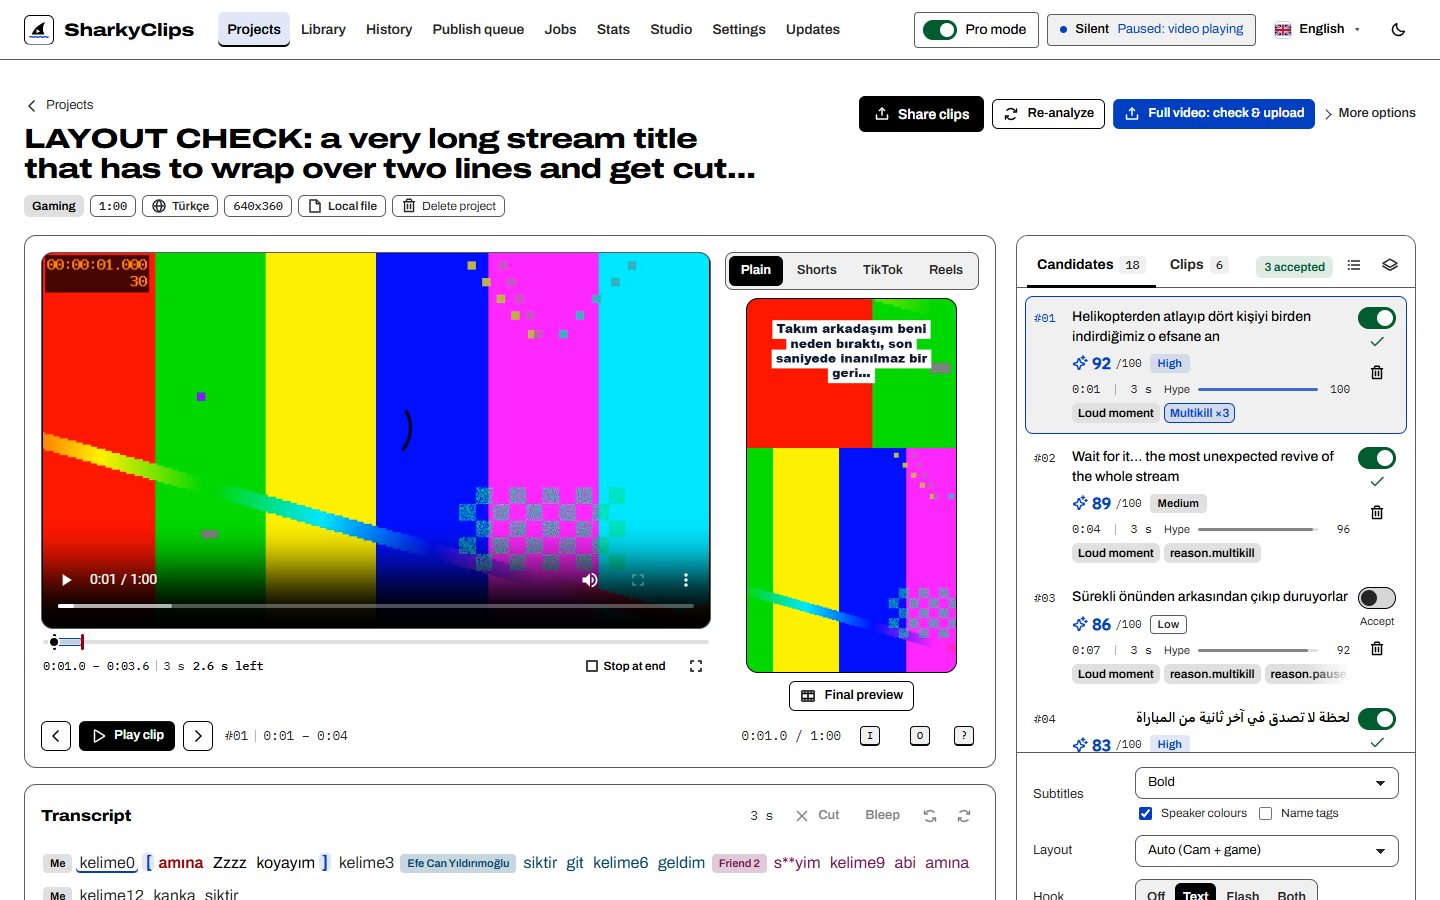 SharkyClips
Projects
Library
History
Publish queue
Jobs
Stats
Studio
Settings
Updates
Pro mode
Silent Paused: video playing
English
Projects
Share clips
Re-analyze
Full video: check & upload
More options
LAYOUT CHECK: a very long stream title
that has to wrap over two lines and get cut...
Gaming
1:00
Türkçe
640x360
Local file
Delete project
00:00:01.000
30
0:01 / 1:00
0:01.0 – 0:03.6 | 3 s 2.6 s left
Stop at end
Plain
Shorts
TikTok
Reels
Takım arkadaşım beni
neden bıraktı, son
saniyede inanılmaz bir
geri...
Final preview
Play clip
#01 | 0:01 – 0:04
0:01.0 / 1:00
I
O
?
Transcript
3 s
Cut
Bleep
Me kelime0 [ amına Zzzz koyayım ] kelime3 Efe Can Yıldırımoğlu siktir git kelime6 geldim Friend 2 s**yim kelime9 abi amına
Me kelime12 kanka siktir
Candidates 18
Clips 6
3 accepted
#01
Helikopterden atlayıp dört kişiyi birden
indirdiğimiz o efsane an
92 /100 High
0:01 | 3 s Hype 100
Loud moment Multikill ×3
#02
Wait for it... the most unexpected revive of
the whole stream
89 /100 Medium
0:04 | 3 s Hype 96
Loud moment reason.multikill
#03
Sürekli önünden arkasından çıkıp duruyorlar
Accept
86 /100 Low
0:07 | 3 s Hype 92
Loud moment reason.multikill reason.pause
#04
لحظة لا تصدق في آخر ثانية من المباراة
83 /100 High
Subtitles
Bold
Speaker colours
Name tags
Layout
Auto (Cam + game)
Hook
Off
Text
Flash
Both